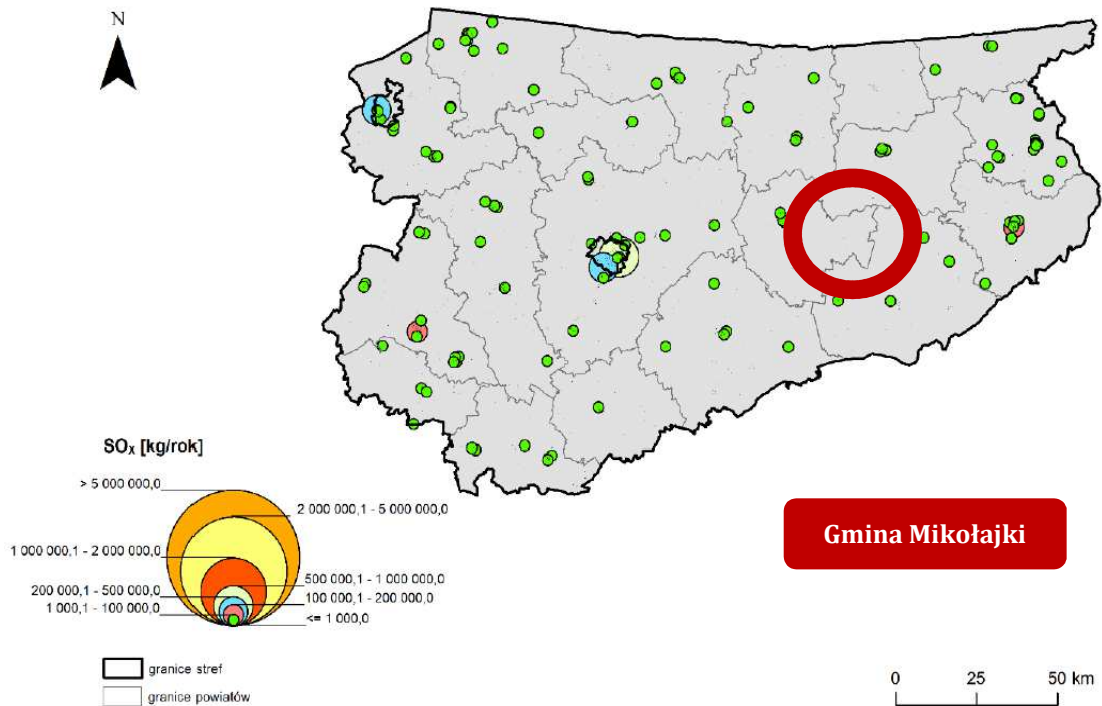 N
SOx [kg/rok]
> 5 000 000,0
2 000 000,1 - 5 000 000,0
1 000 000,1 - 2 000 000,0
500 000,1 - 1 000 000,0
200 000,1 - 500 000,0
100 000,1 - 200 000,0
1 000,1 - 100 000,0
<= 1 000,0
granice stref
granice powiatów
Gmina Mikołajki
0 25 50 km